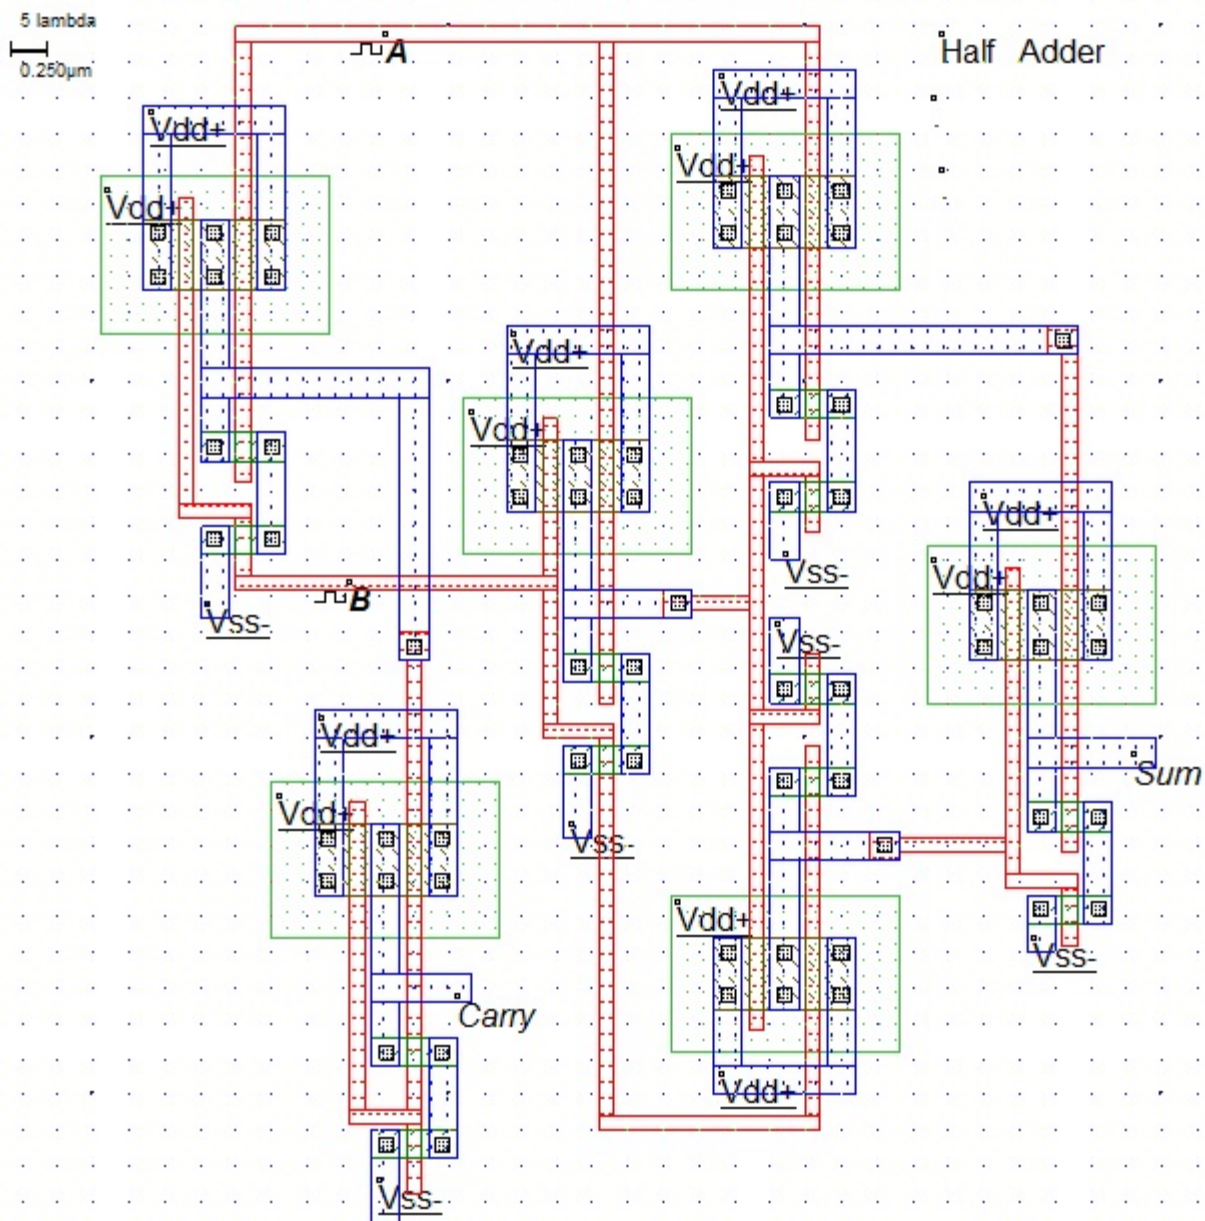 5 lambda
0.250µm
A
Half Adder
Vdd+
Vdd+
Vdd+
Vdd+
Vdd+
Vdd+
Vdd+
Vdd+
Vss-
B
Vdd+
Vss-
Vss-
Vdd+
Sum
Vdd+
Vss-
Vdd+
Vss-
Carry
Vdd+
Vss-